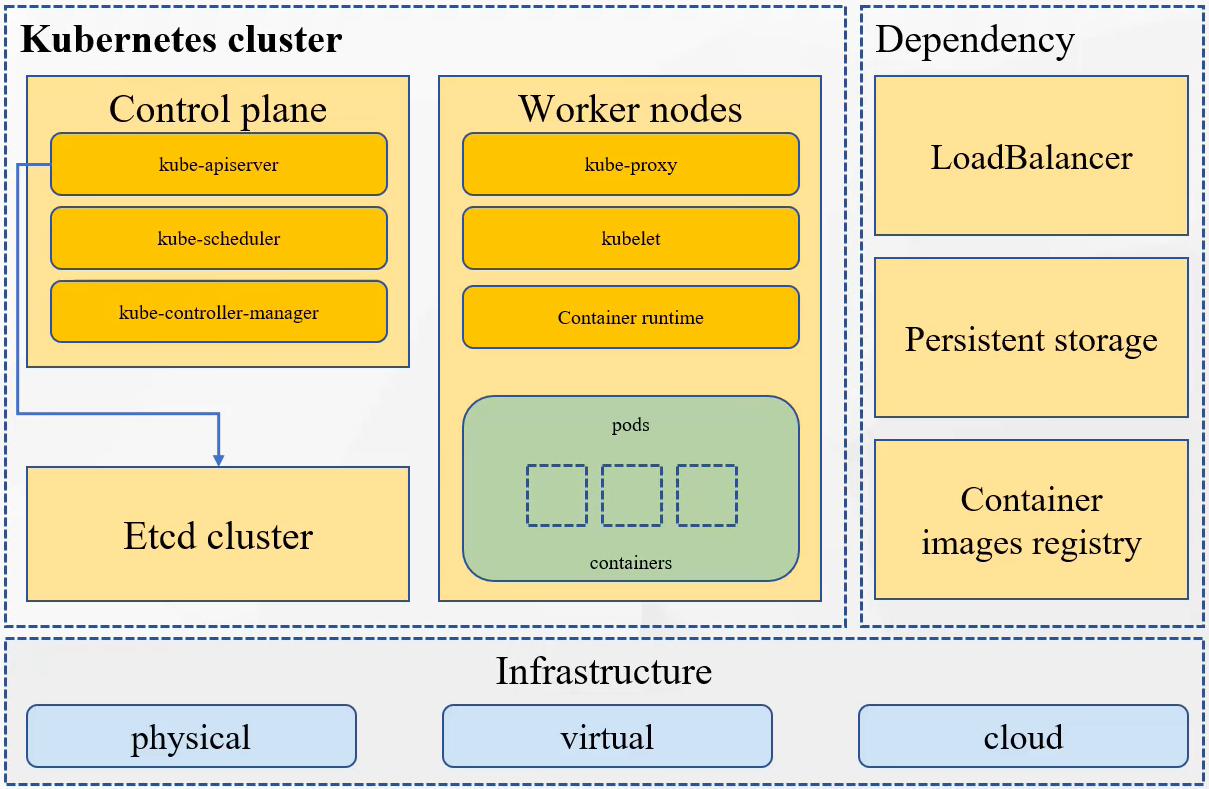 Kubernetes cluster
Control plane
kube-apiserver
kube-scheduler
kube-controller-manager
Etcd cluster
Worker nodes
kube-proxy
kubelet
Container runtime
pods
containers
Dependency
LoadBalancer
Persistent storage
Container
images registry
Infrastructure
physical
virtual
cloud